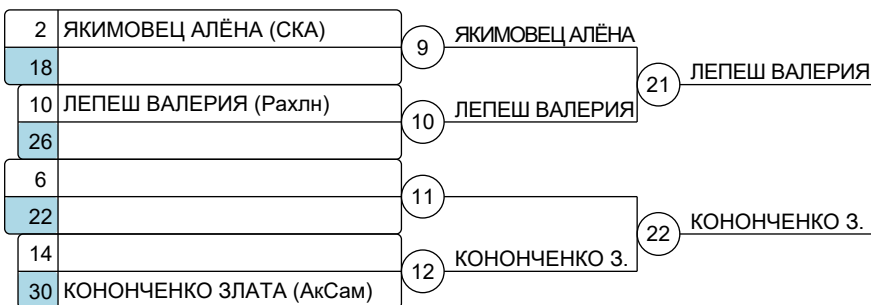 2 ЯКИМОВЕЦ АЛЁНА (СКА)
18
9 ЯКИМОВЕЦ АЛЁНА
10 ЛЕПЕШ ВАЛЕРИЯ (Рахлн)
26
10 ЛЕПЕШ ВАЛЕРИЯ
21 ЛЕПЕШ ВАЛЕРИЯ
6
22
11
14
30 КОНОНЧЕНКО ЗЛАТА (АкСам)
12 КОНОНЧЕНКО З.
22 КОНОНЧЕНКО З.